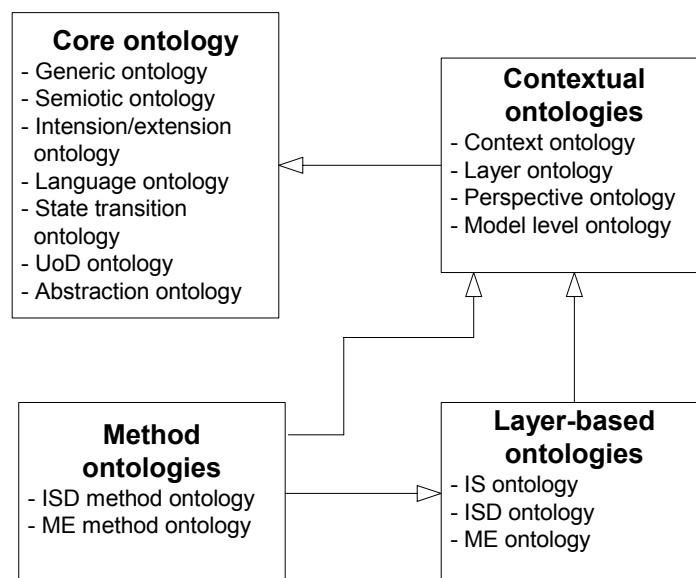 Core ontology
- Generic ontology
- Semiotic ontology
- Intension/extension
ontology
- Language ontology
- State transition
ontology
- UoD ontology
- Abstraction ontology
Contextual
ontologies
- Context ontology
- Layer ontology
- Perspective ontology
- Model level ontology
Method
ontologies
- ISD method ontology
- ME method ontology
Layer-based
ontologies
- IS ontology
- ISD ontology
- ME ontology